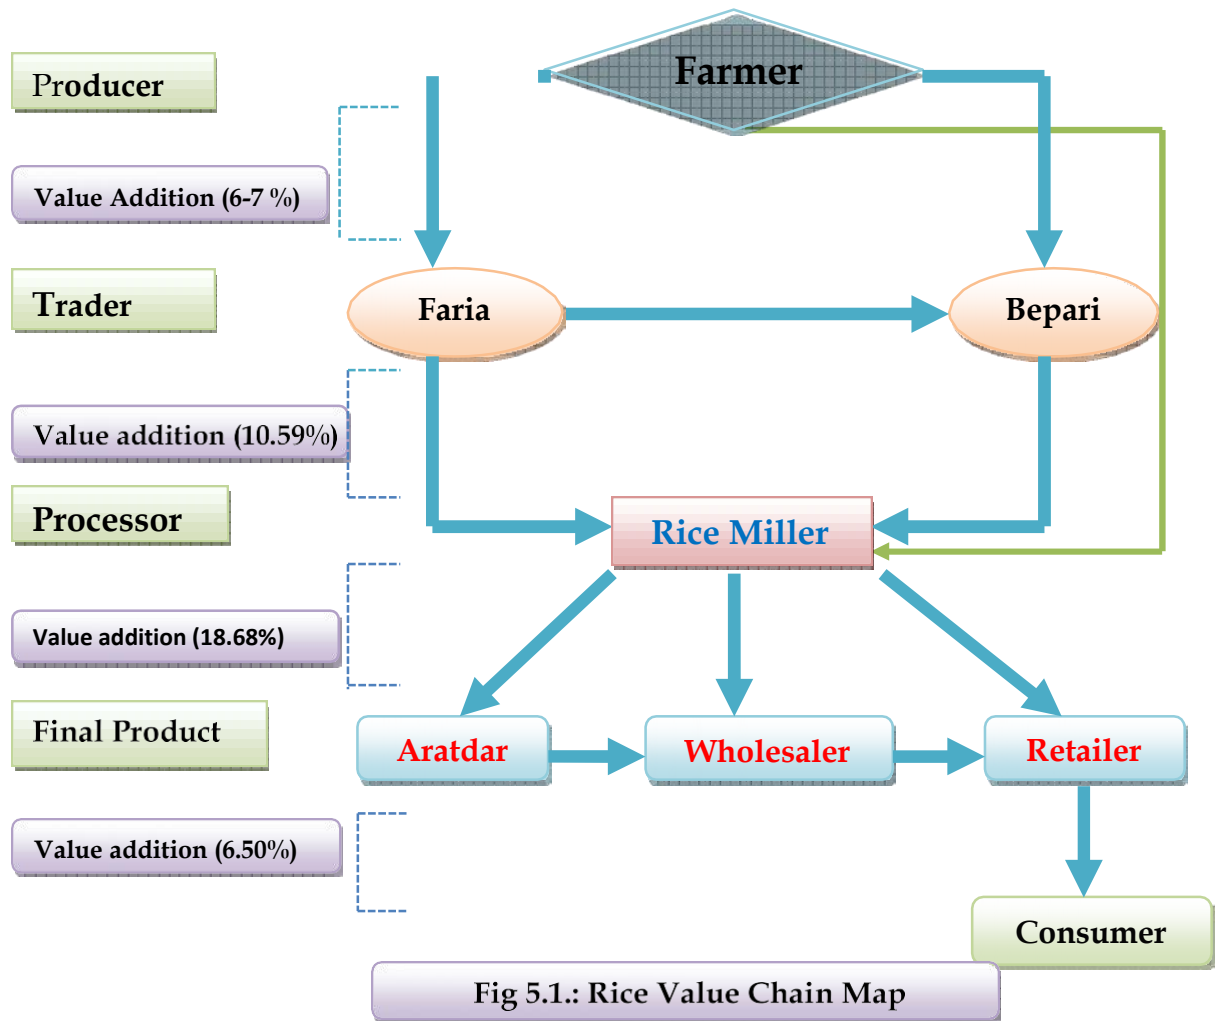 Farmer
Producer
Value Addition (6-7 %)
Trader
Faria
Bepari
Value addition (10.59%)
Processor
Rice Miller
Value addition (18.68%)
Final Product
Aratdar
Wholesaler
Retailer
Value addition (6.50%)
Consumer
Fig 5.1.: Rice Value Chain Map